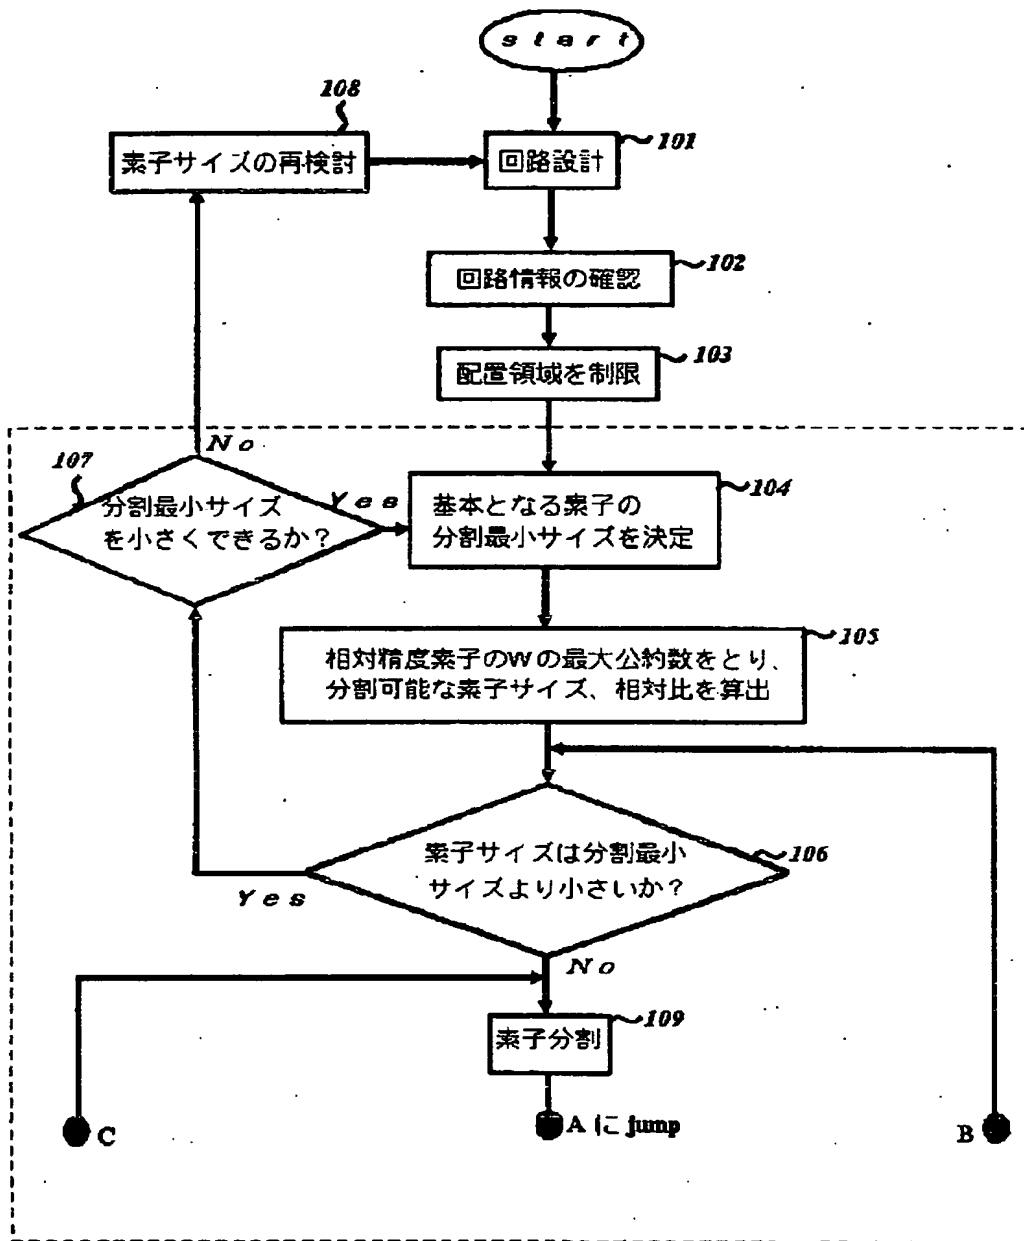 start
108
素子サイズの再検討
101
回路設計
102
回路情報の確認
103
配置領域を制限
No
107
分割最小サイズ
を小さくできるか?
Yes
104
基本となる素子の
分割最小サイズを決定
105
相対精度素子のWの最大公約数をとり、
分割可能な素子サイズ、相対比を算出
106
素子サイズは分割最小
サイズより小さいか?
Yes
No
109
素子分割
C
Aにjump
B